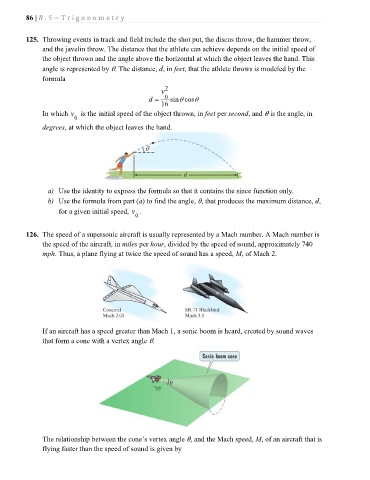 86 | R . 5 – T r i g o n o m e t r y
125. Throwing events in track and field include the shot put, the discus throw, the hammer throw,
and the javelin throw. The distance that the athlete can achieve depends on the initial speed of
the object thrown and the angle above the horizontal at which the object leaves the hand. This
angle is represented by θ. The distance, d, in feet, that the athlete throws is modeled by the
formula
d = v₀²/16 sin θ cos θ
In which v₀ is the initial speed of the object thrown, in feet per second, and θ is the angle, in
degrees, at which the object leaves the hand.
θ
d
a) Use the identity to express the formula so that it contains the since function only.
b) Use the formula from part (a) to find the angle, θ, that produces the maximum distance, d,
for a given initial speed, v₀ .
126. The speed of a supersonic aircraft is usually represented by a Mach number. A Mach number is
the speed of the aircraft, in miles per hour, divided by the speed of sound, approximately 740
mph. Thus, a plane flying at twice the speed of sound has a speed, M, of Mach 2.
Concord SR-71 Blackbird
Mach 2.03 Mach 3.3
If an aircraft has a speed greater than Mach 1, a sonic boom is heard, created by sound waves
that form a cone with a vertex angle θ.
Sonic boom cone
θ
The relationship between the cone's vertex angle θ, and the Mach speed, M, of an aircraft that is
flying faster than the speed of sound is given by